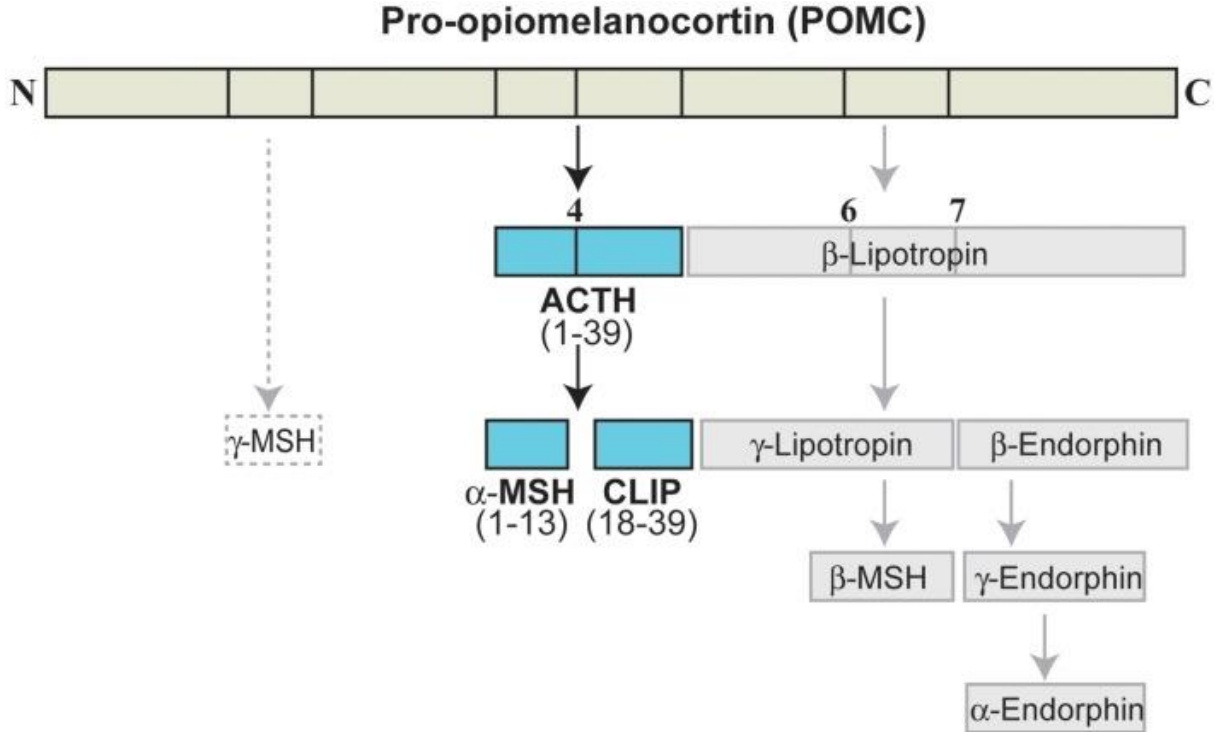 Pro-opiomelanocortin (POMC)
N C
4 6 7
β-Lipotropin
ACTH
(1-39)
γ-MSH γ-Lipotropin β-Endorphin
α-MSH CLIP
(1-13) (18-39)
β-MSH γ-Endorphin
α-Endorphin